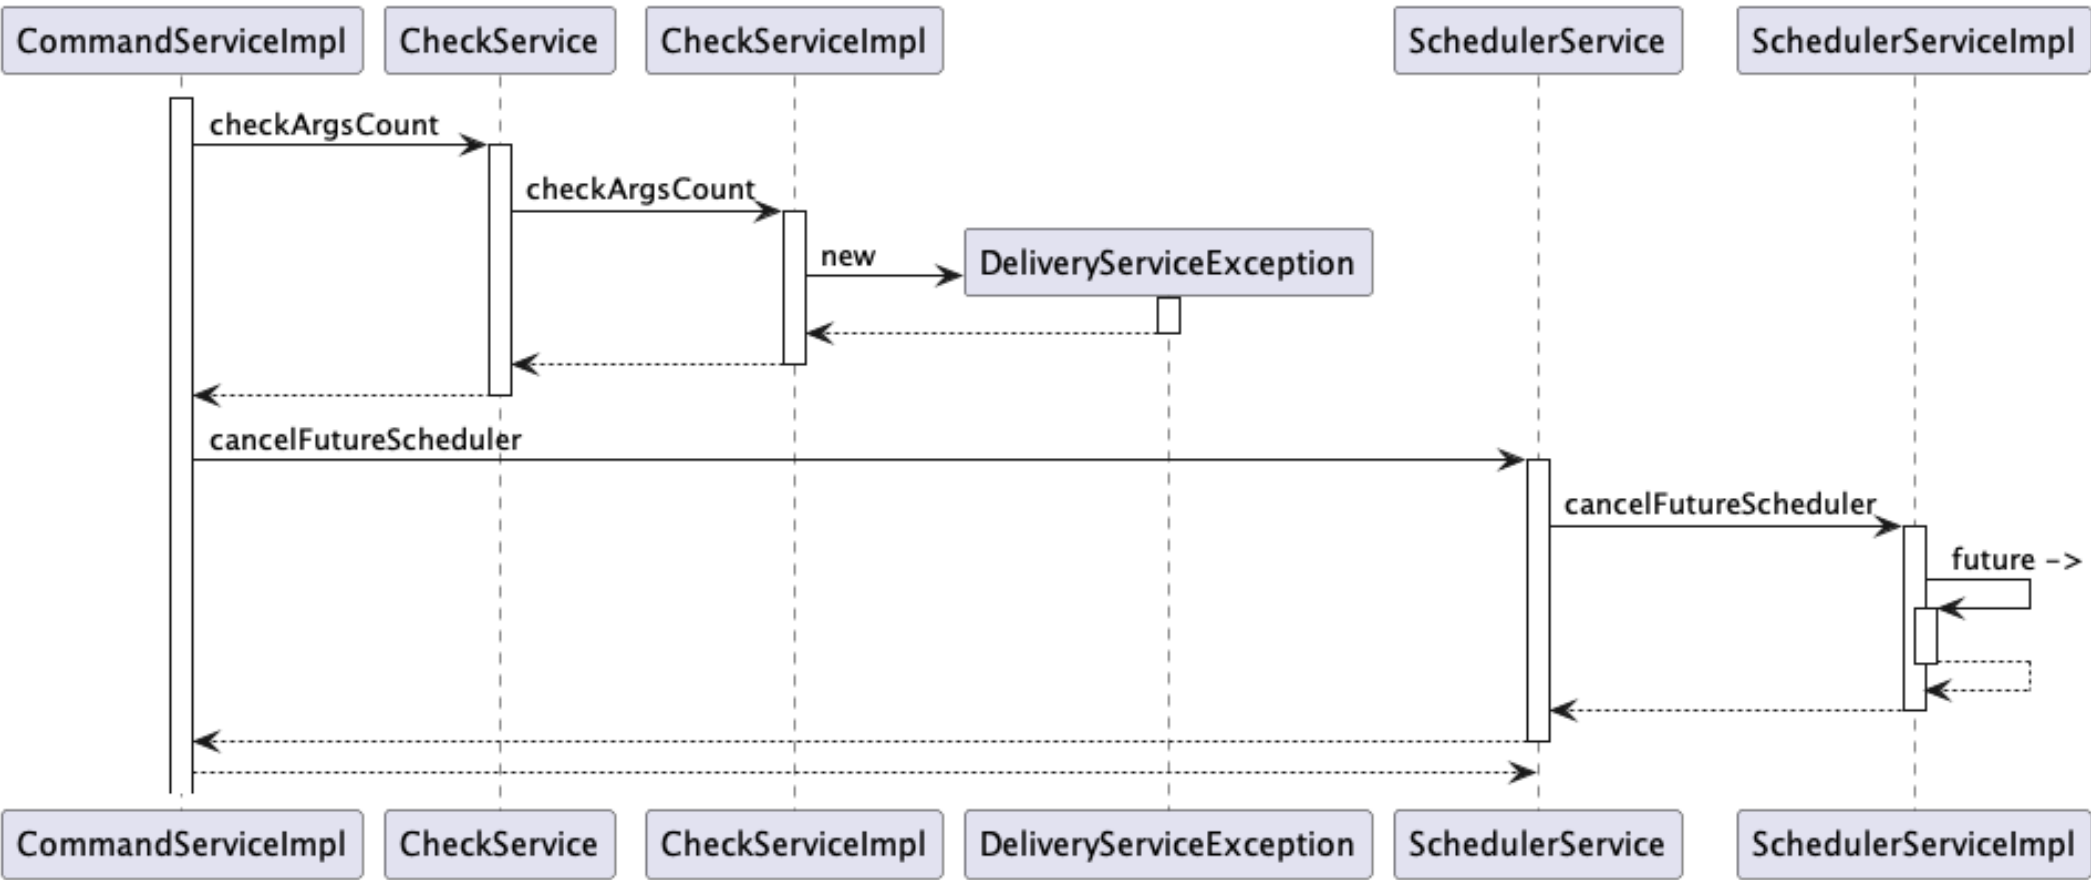 CommandServiceImpl
CheckService
CheckServiceImpl
SchedulerService
SchedulerServiceImpl
checkArgsCount
checkArgsCount
new
DeliveryServiceException
cancelFutureScheduler
cancelFutureScheduler
future ->
CommandServiceImpl
CheckService
CheckServiceImpl
DeliveryServiceException
SchedulerService
SchedulerServiceImpl